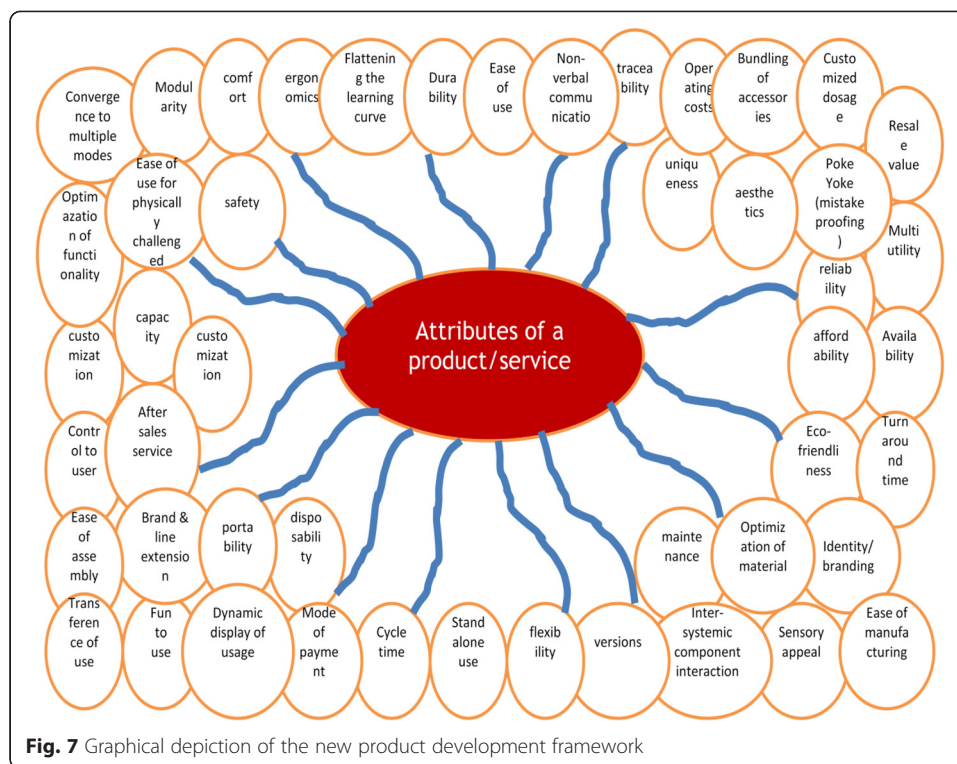 Converge
nce to
multiple
modes
Modul
arity
comf
ort
ergon
omics
Flattenin
g the
learning
curve
Dura
bility
Ease
of
use
Non-
verbal
commu
nicatio
tracea
bility
Oper
ating
costs
Bundling
of
accessor
ies
Custo
mized
dosag
e
Resal
e
value
Optim
azatio
n of
functi
onality
Ease of
use for
physicall
y
challeng
ed
safety
uniqu
eness
aesthe
tics
Poke
Yoke
(mistake
proofing
)
Multi
utility
reliab
ility
capac
ity
custo
mizat
ion
custo
mizat
ion
Attributes of a
product/service
afford
ability
Availa
bility
Contr
ol to
user
After
sales
service
Eco-
friendli
ness
Turn
arou
nd
time
Ease
of
asse
mbly
Brand &
line
extensio
n
porta
bility
dispo
sabili
ty
mainte
nance
Optimiz
ation of
material
Identity/
branding
Trans
feren
ce of
use
Fun
to
use
Dynamic
display of
usage
Mode
of
payme
nt
Cycle
time
Stand
alone
use
flexib
ility
versions
Inter-
systemic
component
interaction
Sensory
appeal
Ease of
manufa
cturing
Fig. 7 Graphical depiction of the new product development framework